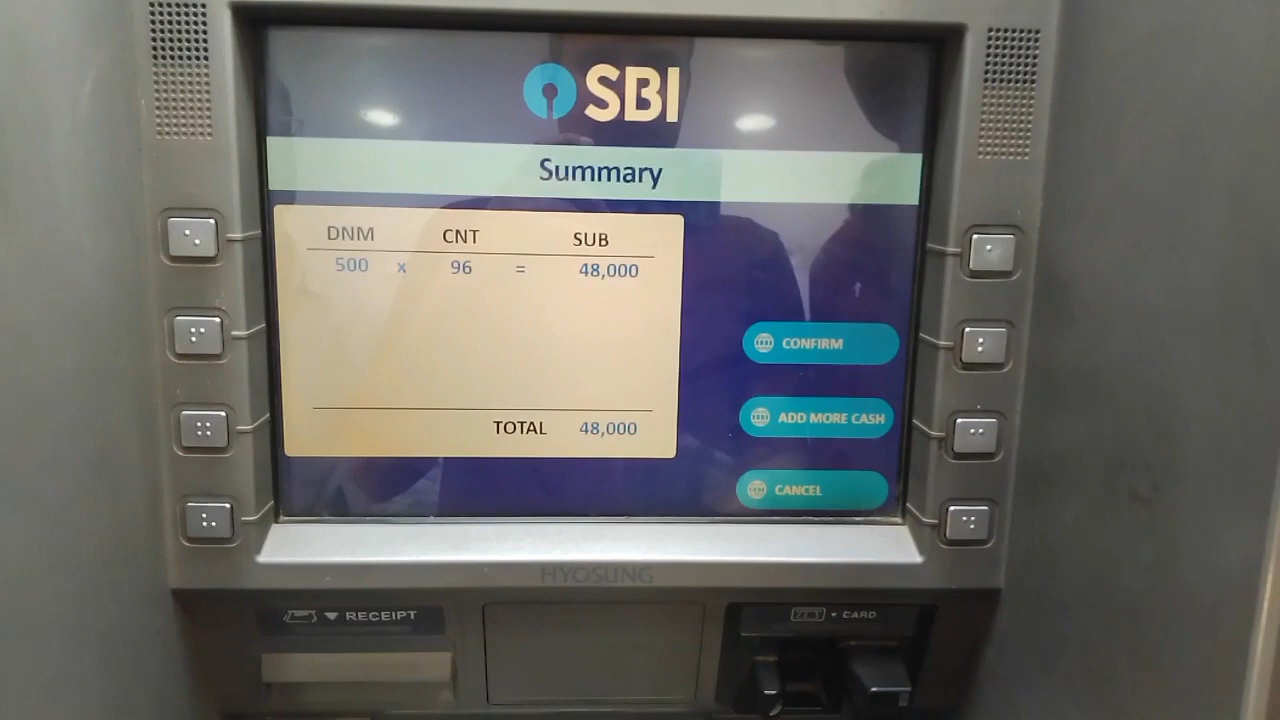 SBI
Summary
DNM CNT SUB
500 x 96 = 48,000
TOTAL 48,000
CONFIRM
ADD MORE CASH
CANCEL
HYOSUNG
RECEIPT
CARD